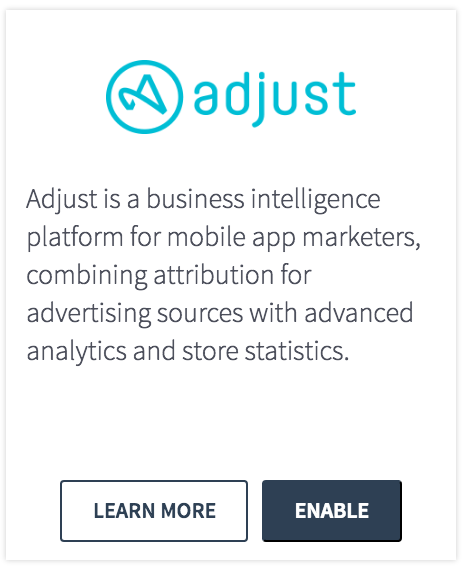 adjust
Adjust is a business intelligence
platform for mobile app marketers,
combining attribution for
advertising sources with advanced
analytics and store statistics.
LEARN MORE
ENABLE